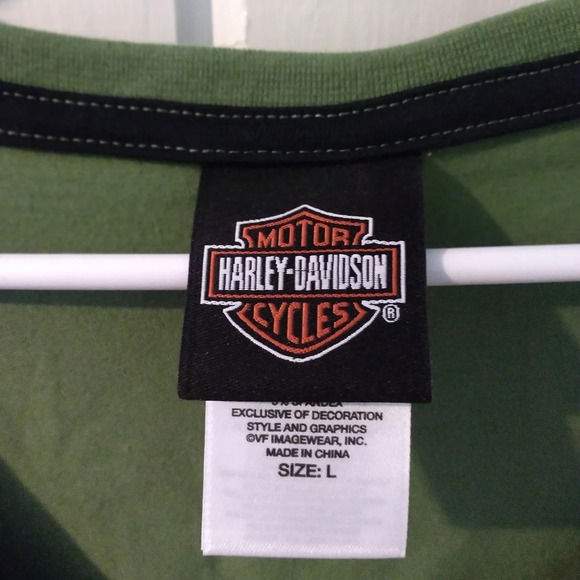 MOTOR
HARLEY-DAVIDSON
CYCLES
®
EXCLUSIVE OF DECORATION
STYLE AND GRAPHICS
©VF IMAGEWEAR, INC.
MADE IN CHINA
SIZE: L